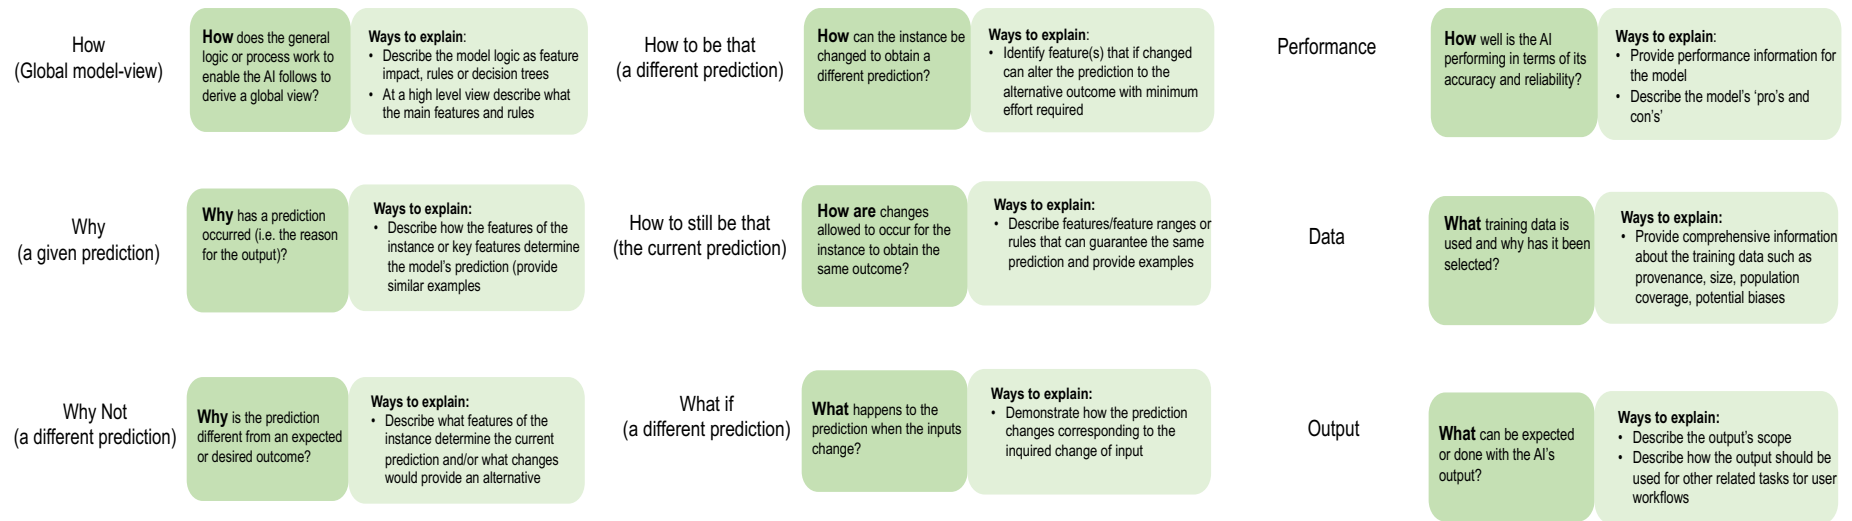 How
(Global model-view)
How does the general
logic or process work to
enable the AI follows to
derive a global view?
Ways to explain:
• Describe the model logic as feature
impact, rules or decision trees
• At a high level view describe what
the main features and rules
How to be that
(a different prediction)
How can the instance be
changed to obtain a
different prediction?
Ways to explain:
• Identify feature(s) that if changed
can alter the prediction to the
alternative outcome with minimum
effort required
Performance
How well is the AI
performing in terms of its
accuracy and reliability?
Ways to explain:
• Provide performance information for
the model
• Describe the model's 'pro's and
con's'
Why
(a given prediction)
Why has a prediction
occurred (i.e. the reason
for the output)?
Ways to explain:
• Describe how the features of the
instance or key features determine
the model's prediction (provide
similar examples
How to still be that
(the current prediction)
How are changes
allowed to occur for the
instance to obtain the
same outcome?
Ways to explain:
• Describe features/feature ranges or
rules that can guarantee the same
prediction and provide examples
Data
What training data is
used and why has it been
selected?
Ways to explain:
• Provide comprehensive information
about the training data such as
provenance, size, population
coverage, potential biases
Why Not
(a different prediction)
Why is the prediction
different from an expected
or desired outcome?
Ways to explain:
• Describe what features of the
instance determine the current
prediction and/or what changes
would provide an alternative
What if
(a different prediction)
What happens to the
prediction when the inputs
change?
Ways to explain:
• Demonstrate how the prediction
changes corresponding to the
inquired change of input
Output
What can be expected
or done with the AI's
output?
Ways to explain:
• Describe the output's scope
• Describe how the output should be
used for other related tasks tor user
workflows